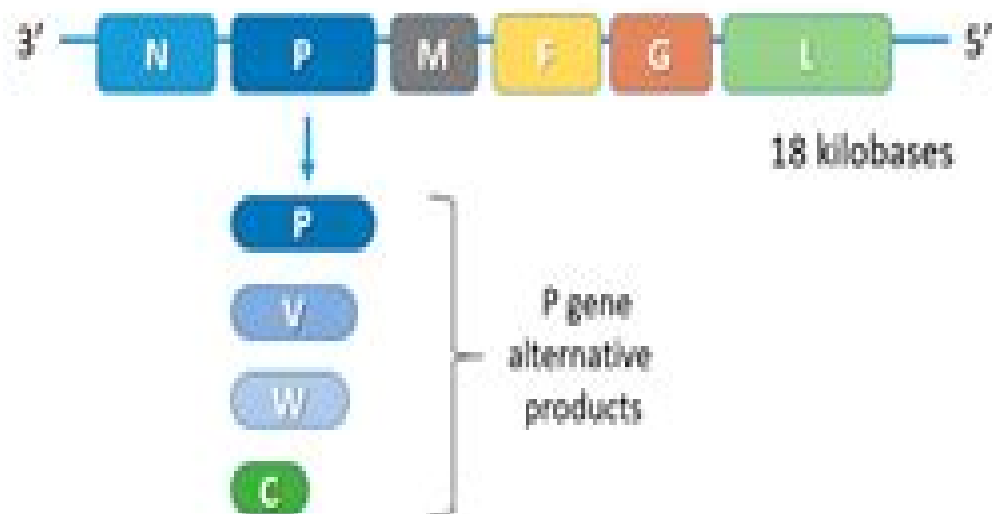 3' N P M F G L 5'
18 kilobases
P
V
W
C
P gene
alternative
products